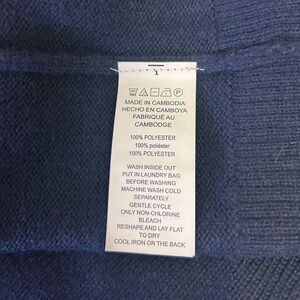 1
MADE IN CAMBODIA
HECHO EN CAMBOYA
FABRIQUÉ AU
CAMBODGE
100% POLYESTER
100% poliéster
100% POLYESTER
WASH INSIDE OUT
PUT IN LAUNDRY BAG
BEFORE WASHING
MACHINE WASH COLD
SEPARATELY
GENTLE CYCLE
ONLY NON-CHLORINE
BLEACH
RESHAPE AND LAY FLAT
TO DRY
COOL IRON ON THE BACK